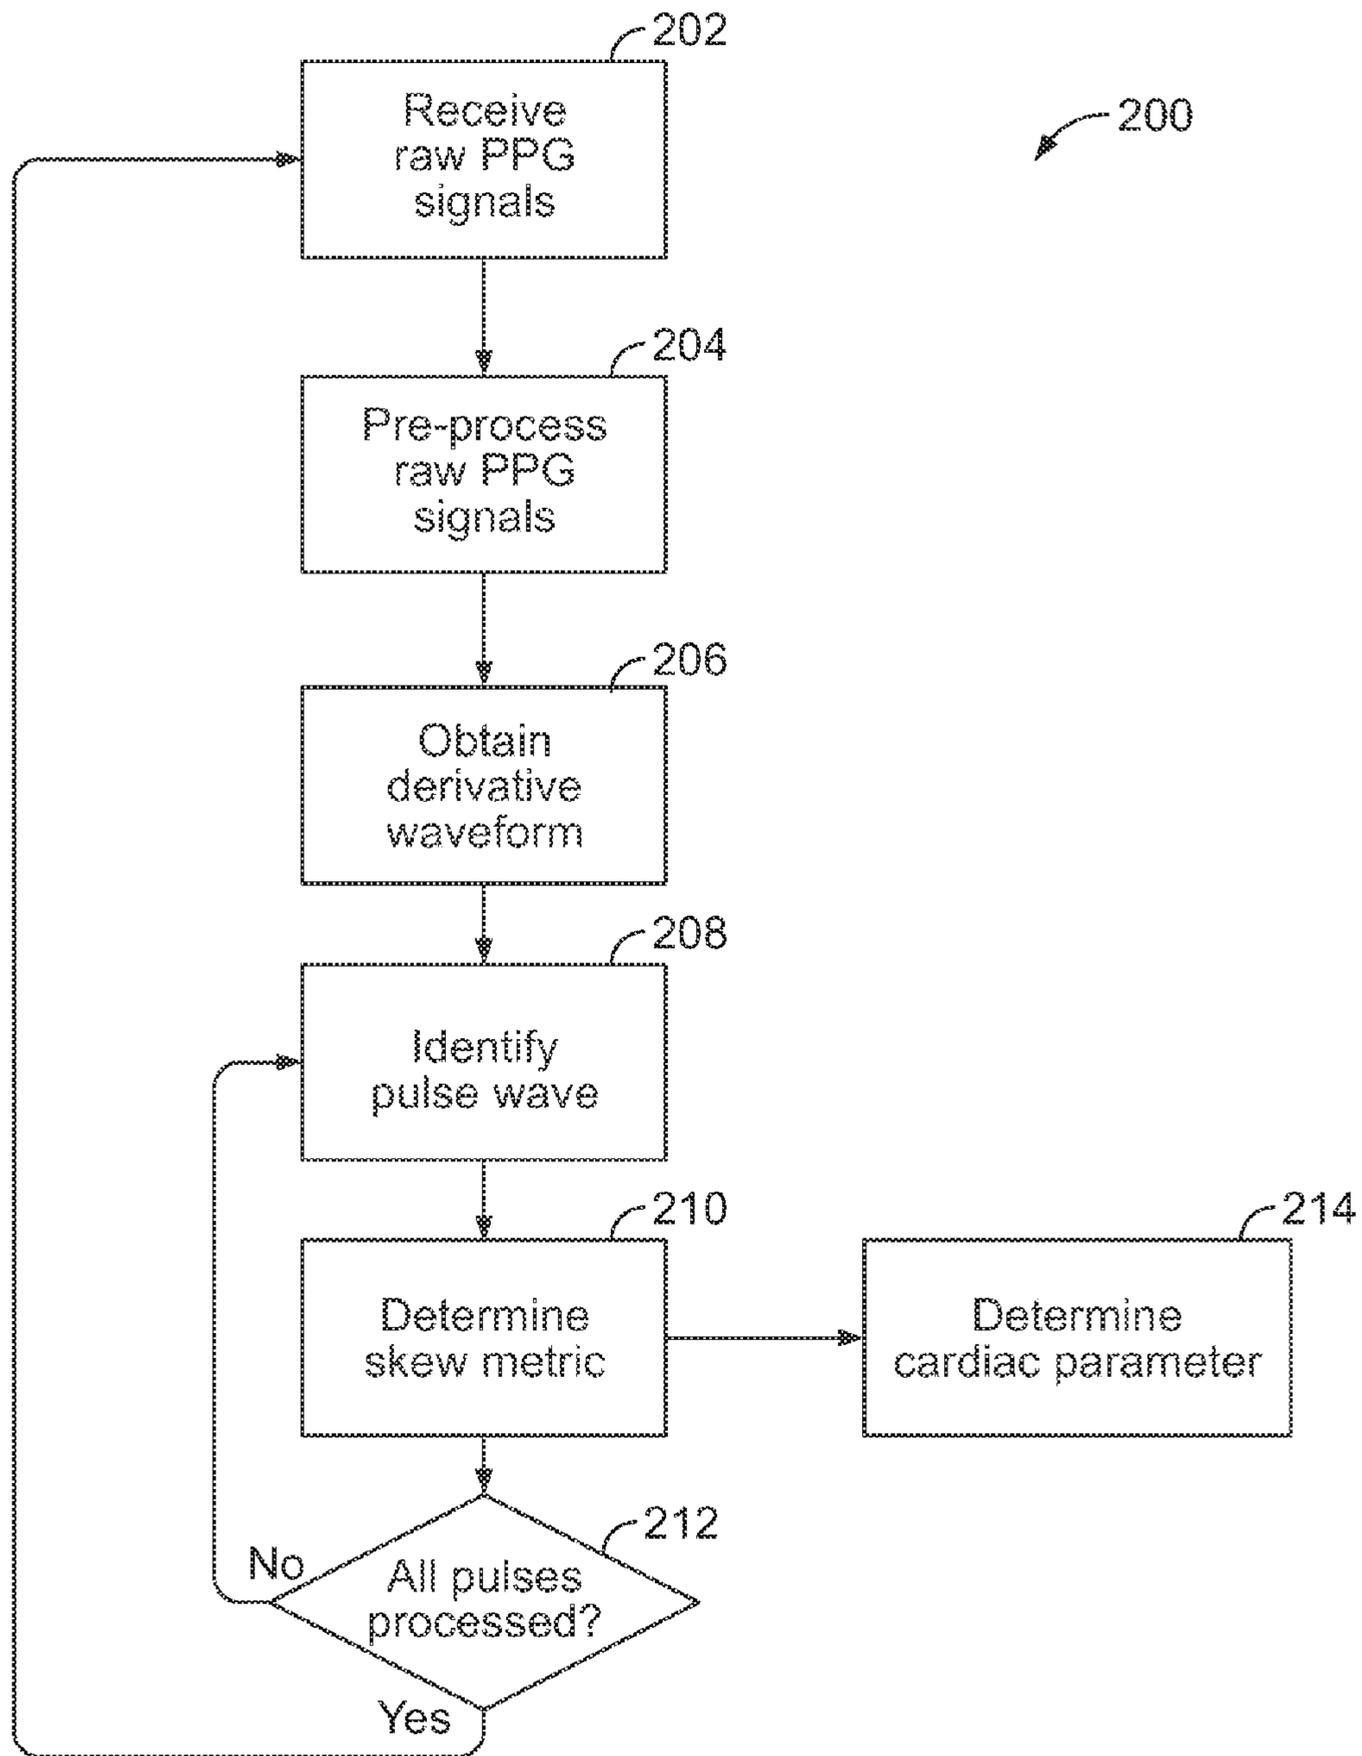 202
Receive
raw PPG
signals
200
204
Pre-process
raw PPG
signals
206
Obtain
derivative
waveform
208
Identify
pulse wave
210
Determine
skew metric
214
Determine
cardiac parameter
212
No
All pulses
processed?
Yes